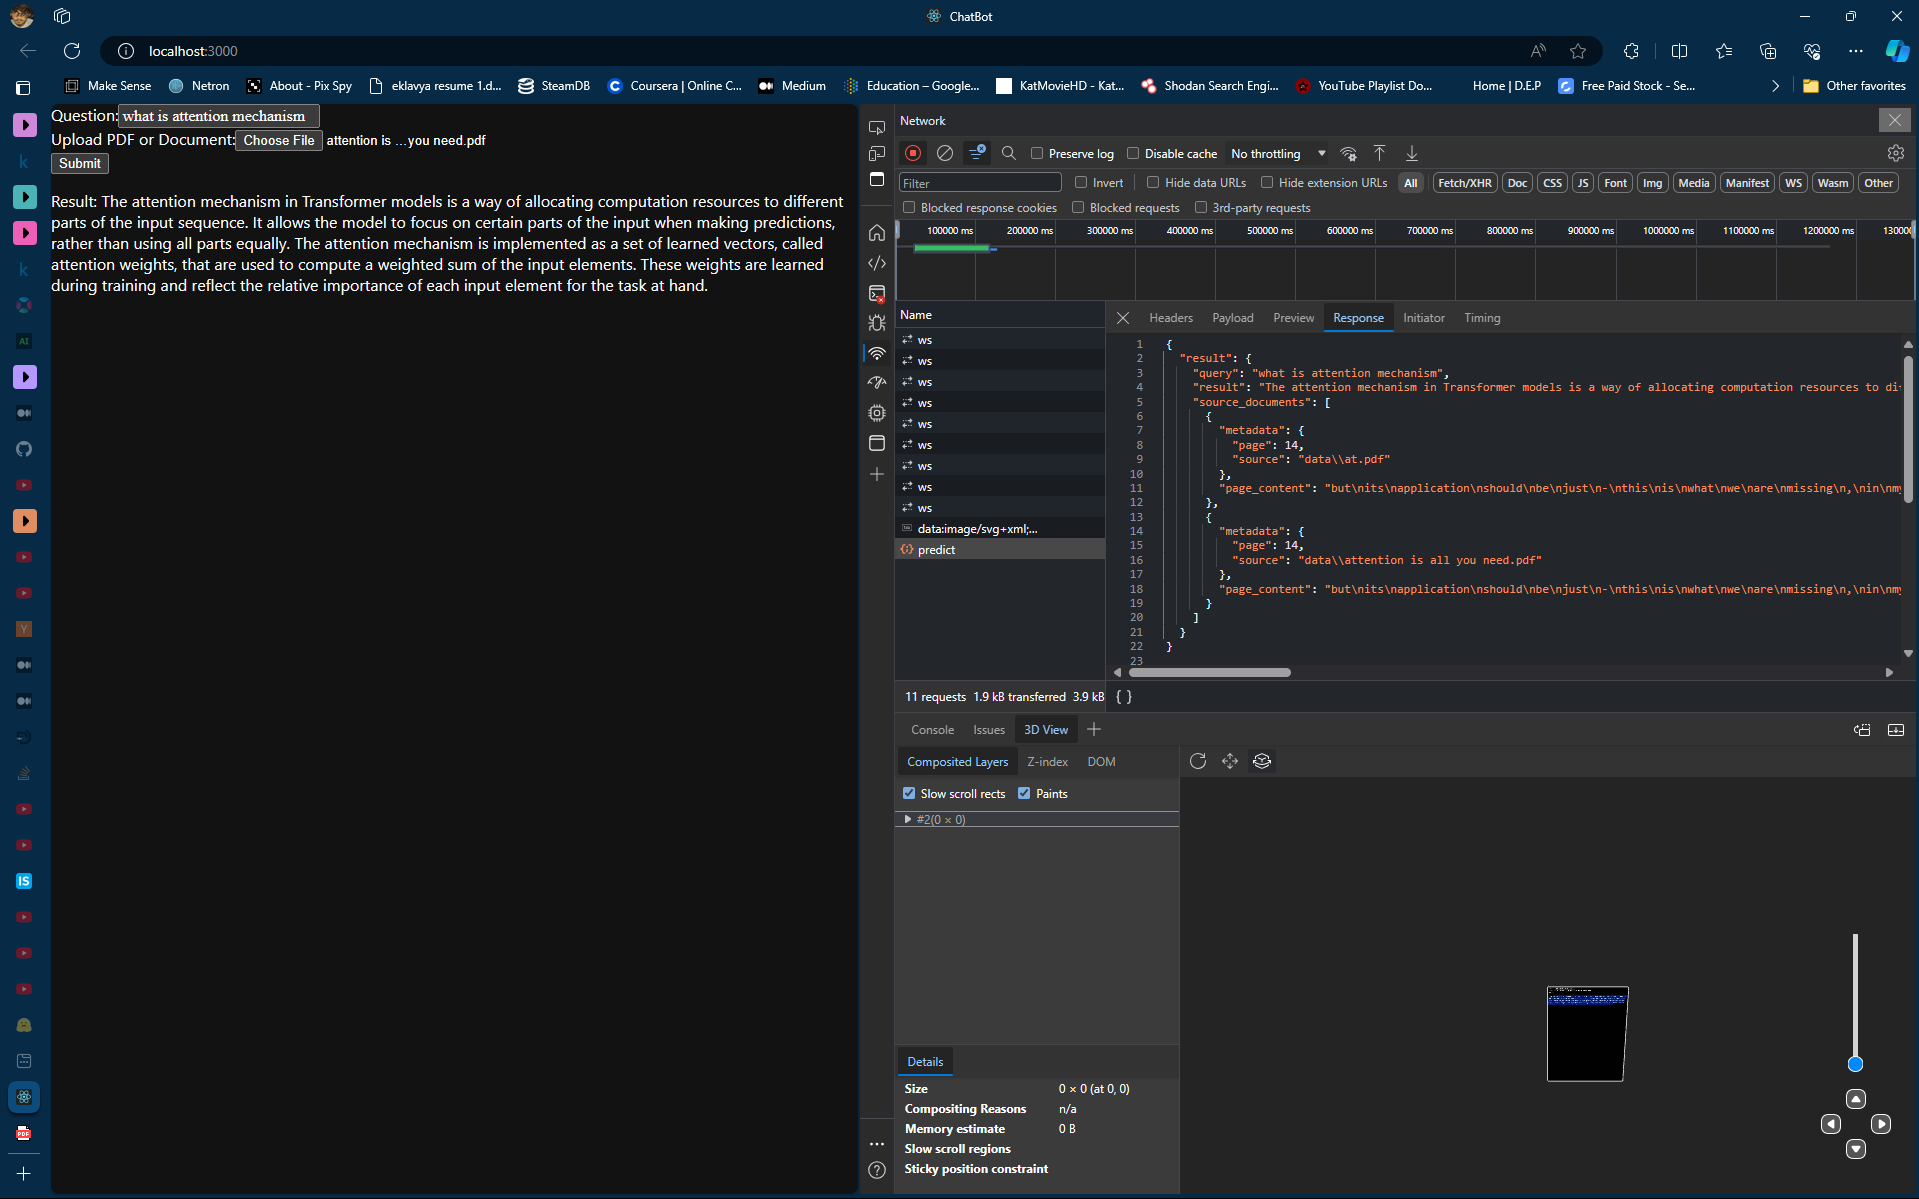 ChatBot
localhost:3000
Make Sense
Netron
About - Pix Spy
eklavya resume 1.d...
SteamDB
Coursera | Online C...
Medium
Education – Google...
KatMovieHD - Kat...
Shodan Search Engi...
YouTube Playlist Do...
Home | D.E.P
Free Paid Stock - Se...
Other favorites
Question: what is attention mechanism
Upload PDF or Document: Choose File attention is ...you need.pdf
Submit
Result: The attention mechanism in Transformer models is a way of allocating computation resources to different
parts of the input sequence. It allows the model to focus on certain parts of the input when making predictions,
rather than using all parts equally. The attention mechanism is implemented as a set of learned vectors, called
attention weights, that are used to compute a weighted sum of the input elements. These weights are learned
during training and reflect the relative importance of each input element for the task at hand.
Network
Preserve log Disable cache No throttling
Filter Invert Hide data URLs Hide extension URLs All Fetch/XHR Doc CSS JS Font Img Media Manifest WS Wasm Other
Blocked response cookies Blocked requests 3rd-party requests
100000 ms 200000 ms 300000 ms 400000 ms 500000 ms 600000 ms 700000 ms 800000 ms 900000 ms 1000000 ms 1100000 ms 1200000 ms 13000
Name
ws
ws
ws
ws
ws
ws
ws
ws
ws
data:image/svg+xml;...
predict
11 requests 1.9 kB transferred 3.9 kB
Headers Payload Preview Response Initiator Timing
1 {
2 "result": {
3 "query": "what is attention mechanism",
4 "result": "The attention mechanism in Transformer models is a way of allocating computation resources to di
5 "source_documents": [
6 {
7 "metadata": {
8 "page": 14,
9 "source": "data\\at.pdf"
10 },
11 "page_content": "but\nits\napplication\nshould\nbe\njust\n-\nthis\nis\nwhat\nwe\nare\nmissing\n,\nin\nmy
12 },
13 {
14 "metadata": {
15 "page": 14,
16 "source": "data\\attention is all you need.pdf"
17 },
18 "page_content": "but\nits\napplication\nshould\nbe\njust\n-\nthis\nis\nwhat\nwe\nare\nmissing\n,\nin\nmy
19 }
20 ]
21 }
22 }
23
{ }
Console Issues 3D View
Composited Layers Z-index DOM
Slow scroll rects Paints
#2(0 × 0)
Details
Size 0 × 0 (at 0, 0)
Compositing Reasons n/a
Memory estimate 0 B
Slow scroll regions
Sticky position constraint
k
k
AI
Y
IS
PDF